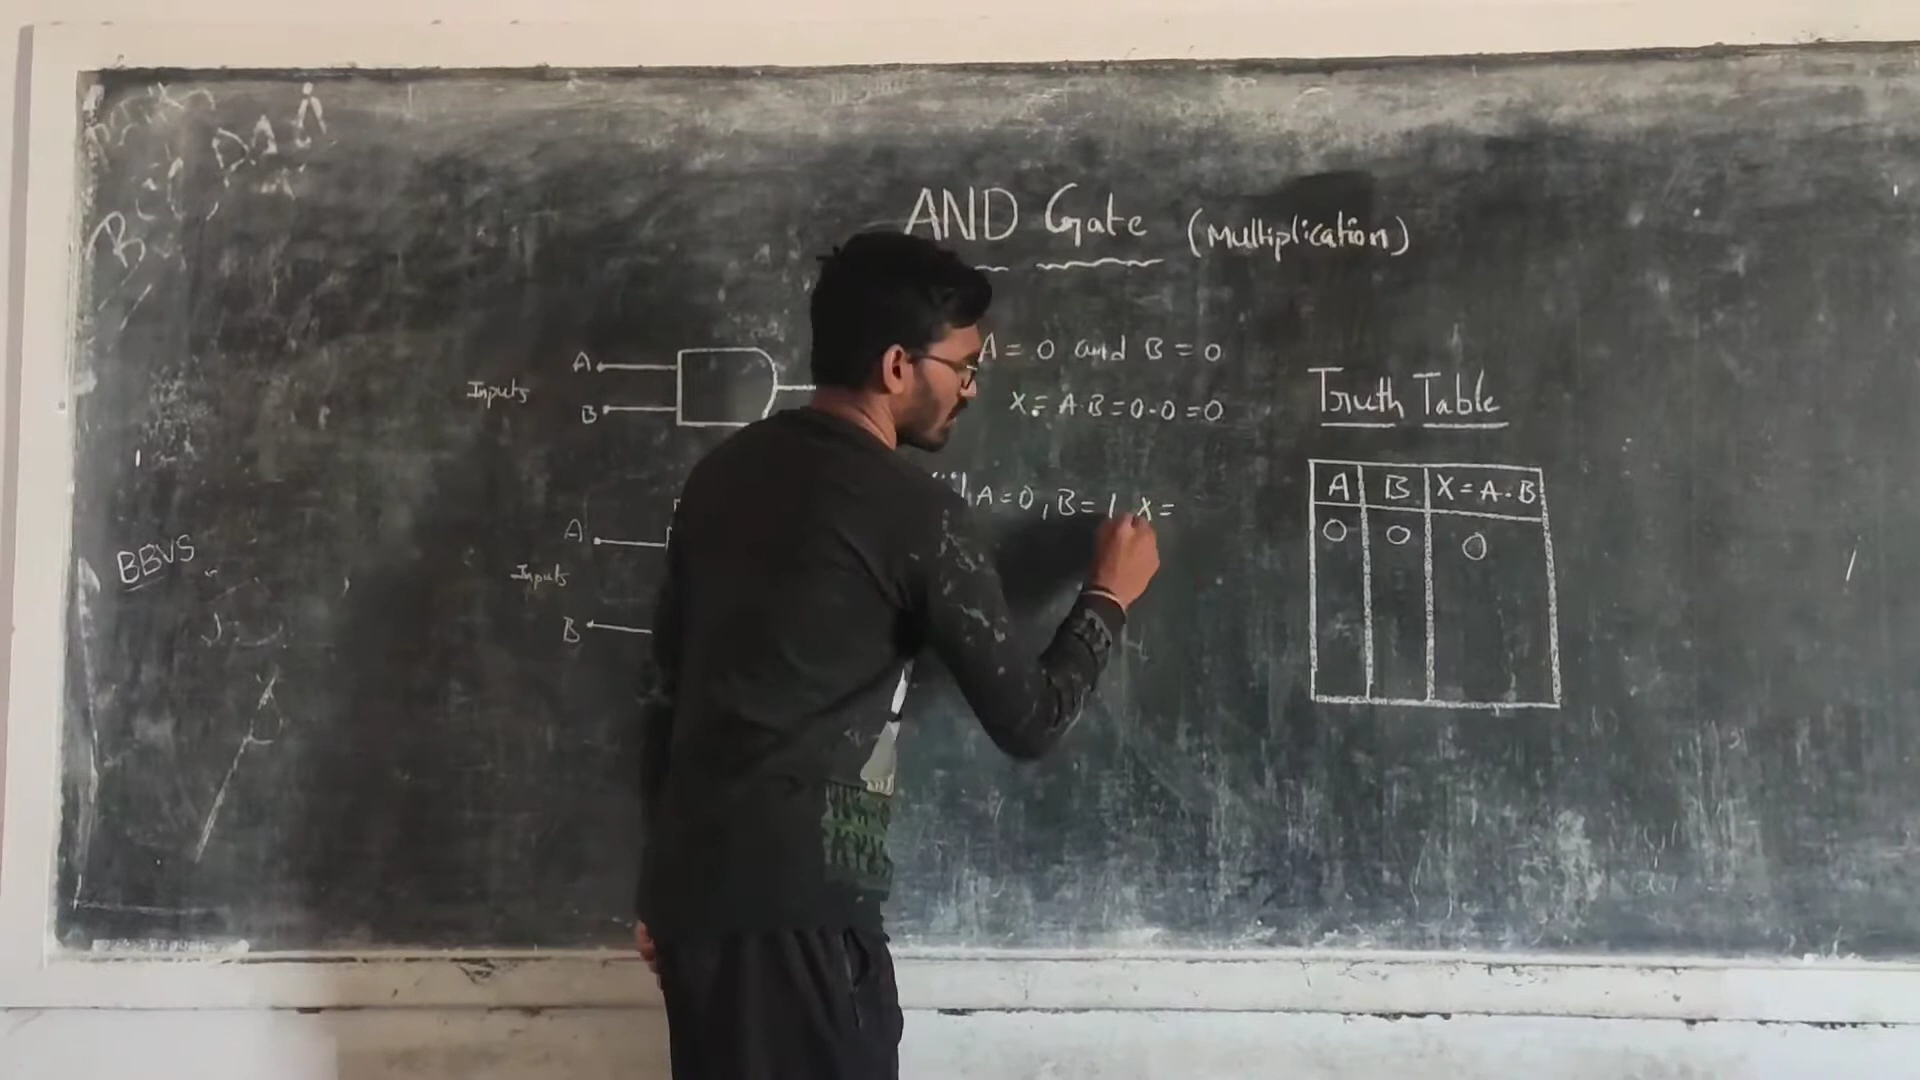 AND Gate (Multiplication)
A = 0 and B = 0
X = A·B = 0·0 = 0
A = 0, B = 1 X =
Inputs
A
B
Inputs
A
B
Truth Table
A B X = A·B
0 0 0
BBVS
DAA
B